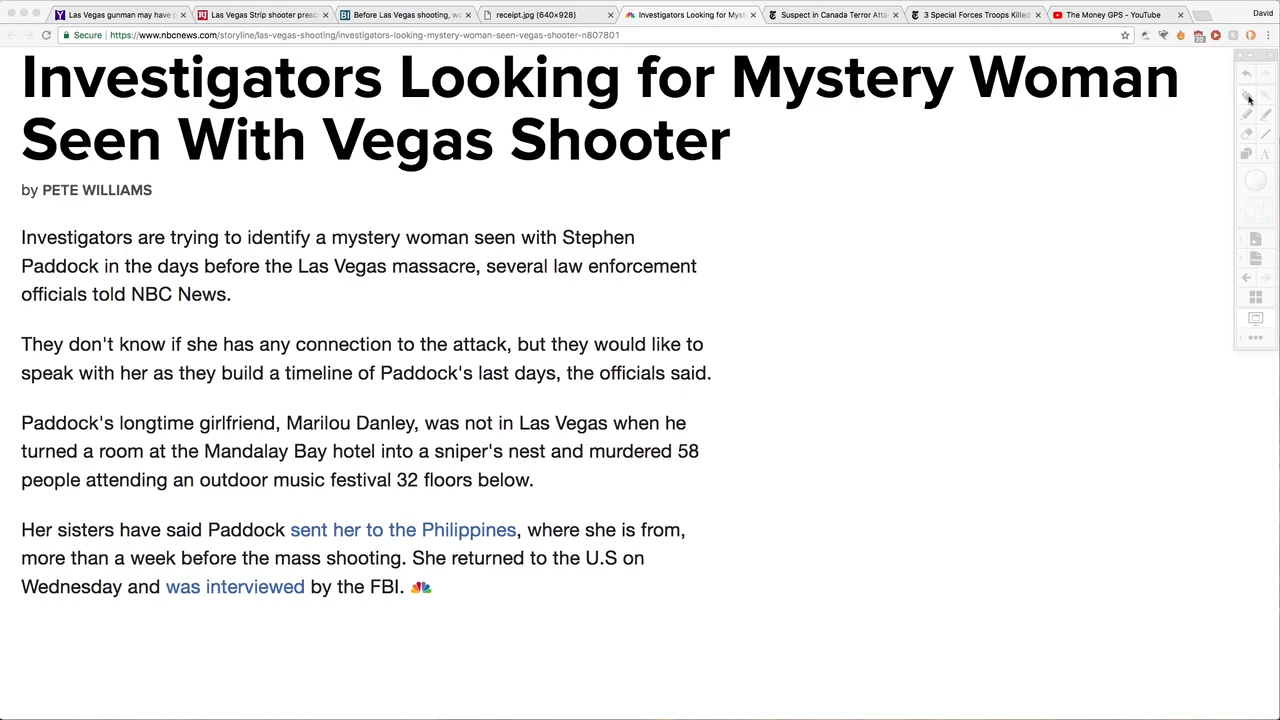 Las Vegas gunman may have p
Las Vegas Strip shooter presc
Before Las Vegas shooting, w
receipt.jpg (640×928)
Investigators Looking for Myst
Suspect in Canada Terror Atta
3 Special Forces Troops Killed
The Money GPS - YouTube
David
Secure
https://www.nbcnews.com/storyline/las-vegas-shooting/investigators-looking-mystery-woman-seen-vegas-shooter-n807801
Investigators Looking for Mystery Woman
Seen With Vegas Shooter
by PETE WILLIAMS
Investigators are trying to identify a mystery woman seen with Stephen
Paddock in the days before the Las Vegas massacre, several law enforcement
officials told NBC News.
They don't know if she has any connection to the attack, but they would like to
speak with her as they build a timeline of Paddock's last days, the officials said.
Paddock's longtime girlfriend, Marilou Danley, was not in Las Vegas when he
turned a room at the Mandalay Bay hotel into a sniper's nest and murdered 58
people attending an outdoor music festival 32 floors below.
Her sisters have said Paddock sent her to the Philippines, where she is from,
more than a week before the mass shooting. She returned to the U.S on
Wednesday and was interviewed by the FBI.